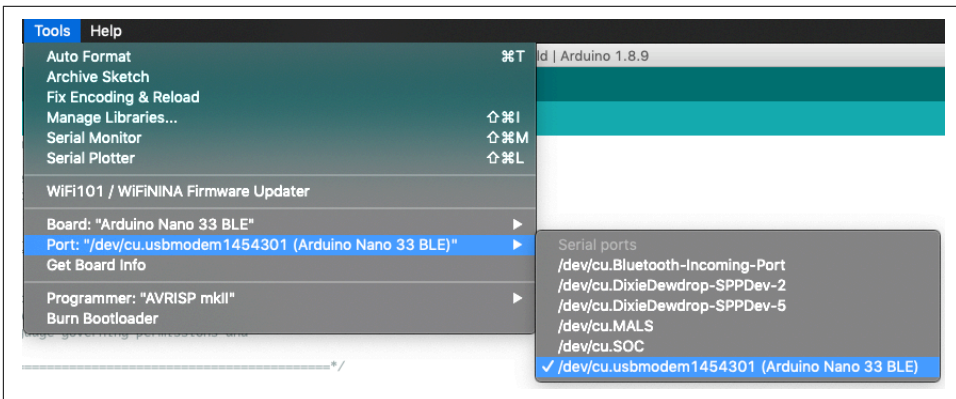 Tools Help
Auto Format ⌘T
ld | Arduino 1.8.9
Archive Sketch
Fix Encoding & Reload
Manage Libraries... ⇧⌘I
Serial Monitor ⇧⌘M
Serial Plotter ⇧⌘L
WiFi101 / WiFiNINA Firmware Updater
Board: "Arduino Nano 33 BLE" ▶
Port: "/dev/cu.usbmodem1454301 (Arduino Nano 33 BLE)" ▶
Get Board Info
Programmer: "AVRISP mkII" ▶
Burn Bootloader
Serial ports
/dev/cu.Bluetooth-Incoming-Port
/dev/cu.DixieDewdrop-SPPDev-2
/dev/cu.DixieDewdrop-SPPDev-5
/dev/cu.MALS
/dev/cu.SOC
✓ /dev/cu.usbmodem1454301 (Arduino Nano 33 BLE)
governing permissions and
==========================================*/